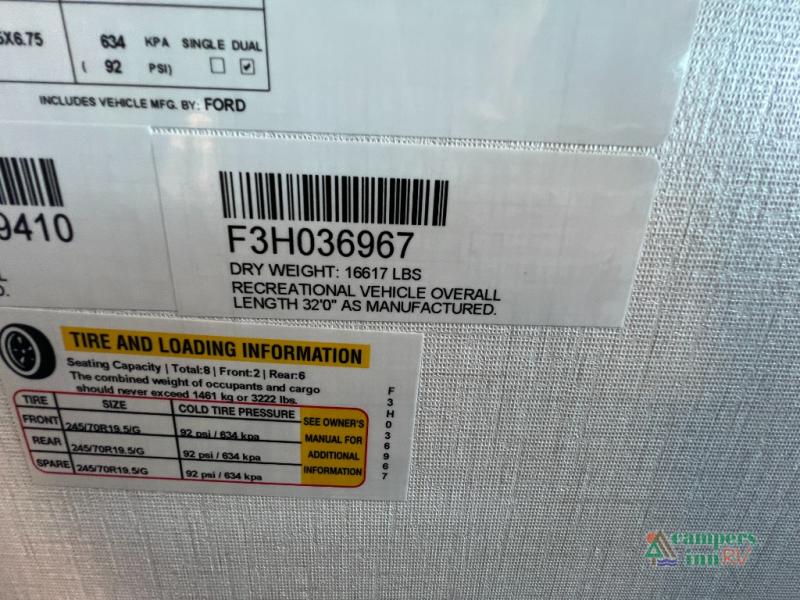 5X6.75 634 KPA SINGLE DUAL
( 92 PSI)
INCLUDES VEHICLE MFG. BY: FORD
9410
F3H036967
DRY WEIGHT: 16617 LBS
RECREATIONAL VEHICLE OVERALL
LENGTH 32'0" AS MANUFACTURED.
TIRE AND LOADING INFORMATION
Seating Capacity | Total:8 | Front:2 | Rear:6
The combined weight of occupants and cargo
should never exceed 1461 kg or 3222 lbs.
TIRE SIZE COLD TIRE PRESSURE
FRONT 245/70R19.5/G 92 psi / 634 kpa
REAR 245/70R19.5/G 92 psi / 634 kpa
SPARE 245/70R19.5/G 92 psi / 634 kpa
SEE OWNER'S
MANUAL FOR
ADDITIONAL
INFORMATION
F3H036967
campers
inn RV